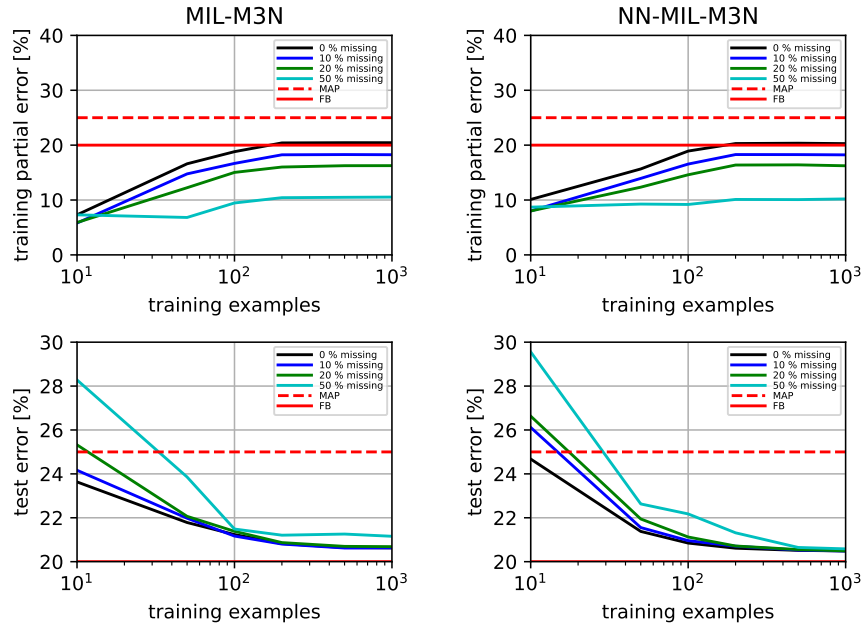 MIL-M3N
training partial error [%]
40
30
20
10
0
0 % missing
10 % missing
20 % missing
50 % missing
MAP
FB
10¹
10²
10³
training examples
NN-MIL-M3N
training partial error [%]
40
30
20
10
0
0 % missing
10 % missing
20 % missing
50 % missing
MAP
FB
10¹
10²
10³
training examples
test error [%]
30
28
26
24
22
20
0 % missing
10 % missing
20 % missing
50 % missing
MAP
FB
10¹
10²
10³
training examples
test error [%]
30
28
26
24
22
20
0 % missing
10 % missing
20 % missing
50 % missing
MAP
FB
10¹
10²
10³
training examples